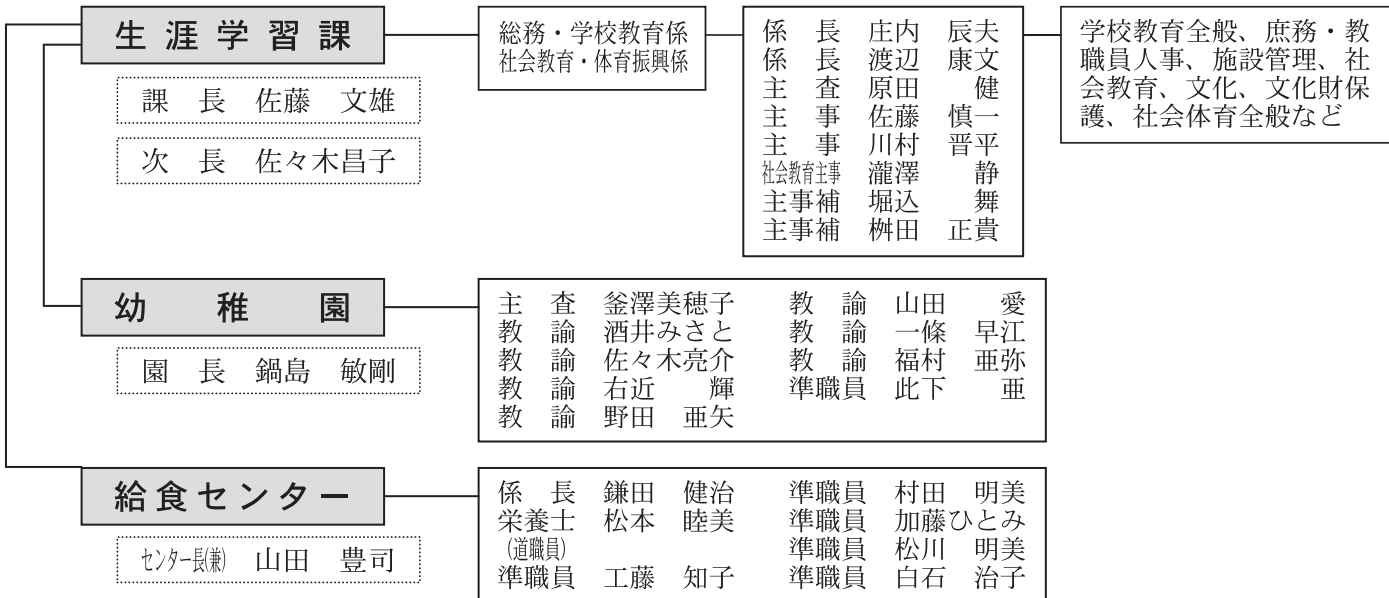 生涯学習課
課　長　佐藤　文雄
次　長　佐々木昌子
総務・学校教育係
社会教育・体育振興係
係　長　庄内　辰夫
係　長　渡辺　康文
主　査　原田　　健
主　事　佐藤　慎一
主　事　川村　晋平
社会教育主事　瀧澤　　静
主事補　堀込　　舞
主事補　桝田　正貴
学校教育全般、庶務・教
職員人事、施設管理、社
会教育、文化、文化財保
護、社会体育全般など
幼稚園
園　長　鍋島　敏剛
主　査　釜澤美穂子　教　諭　山田　　愛
教　諭　酒井みさと　教　諭　一條　早江
教　諭　佐々木亮介　教　諭　福村　亜弥
教　諭　右近　　輝　準職員　此下　　亜
教　諭　野田　亜矢
給食センター
センター長(兼)　山田　豊司
係　長　鎌田　健治　準職員　村田　明美
栄養士　松本　睦美　準職員　加藤ひとみ
(道職員)　準職員　松川　明美
準職員　工藤　知子　準職員　白石　治子